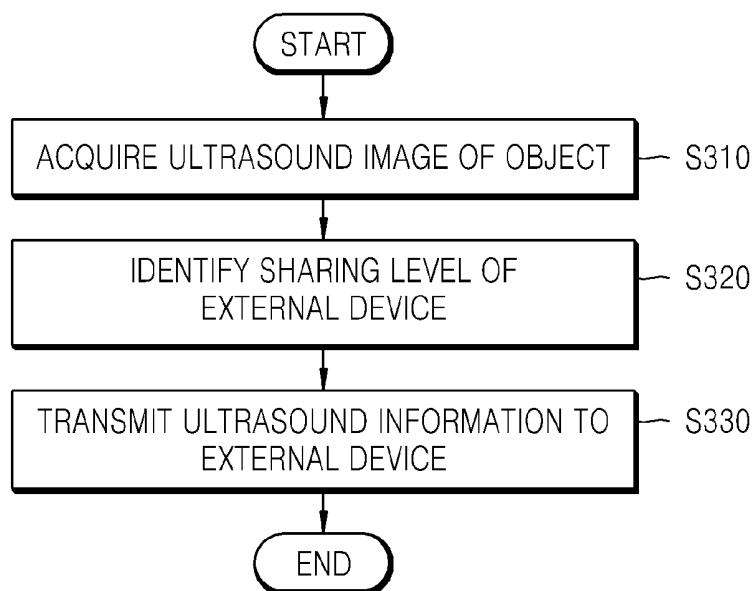 START
ACQUIRE ULTRASOUND IMAGE OF OBJECT
S310
IDENTIFY SHARING LEVEL OF
EXTERNAL DEVICE
S320
TRANSMIT ULTRASOUND INFORMATION TO
EXTERNAL DEVICE
S330
END